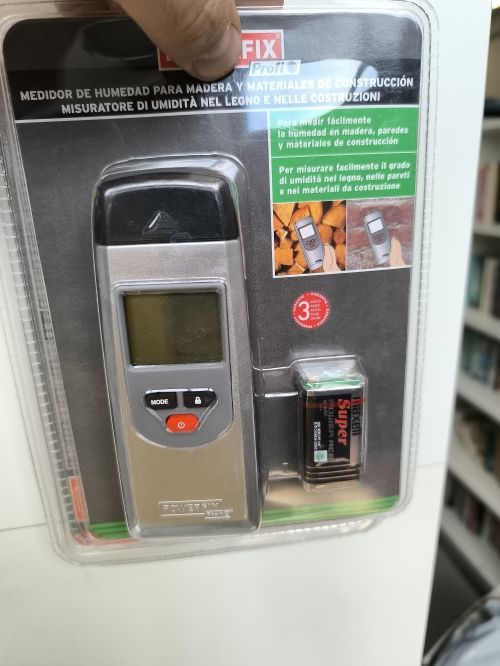 FIX
Profi
MEDIDOR DE HUMEDAD PARA MADERA Y MATERIALES DE CONSTRUCCIÓN
MISURATORE DI UMIDITÀ NEL LEGNO E NELLE COSTRUZIONI
Para medir fácilmente
la humedad en madera, paredes
y materiales de construcción
Per misurare facilmente il grado
di umidità nel legno, nelle pareti
e nei materiali da costruzione
3
MODE
maxell
Super
POWER ACE